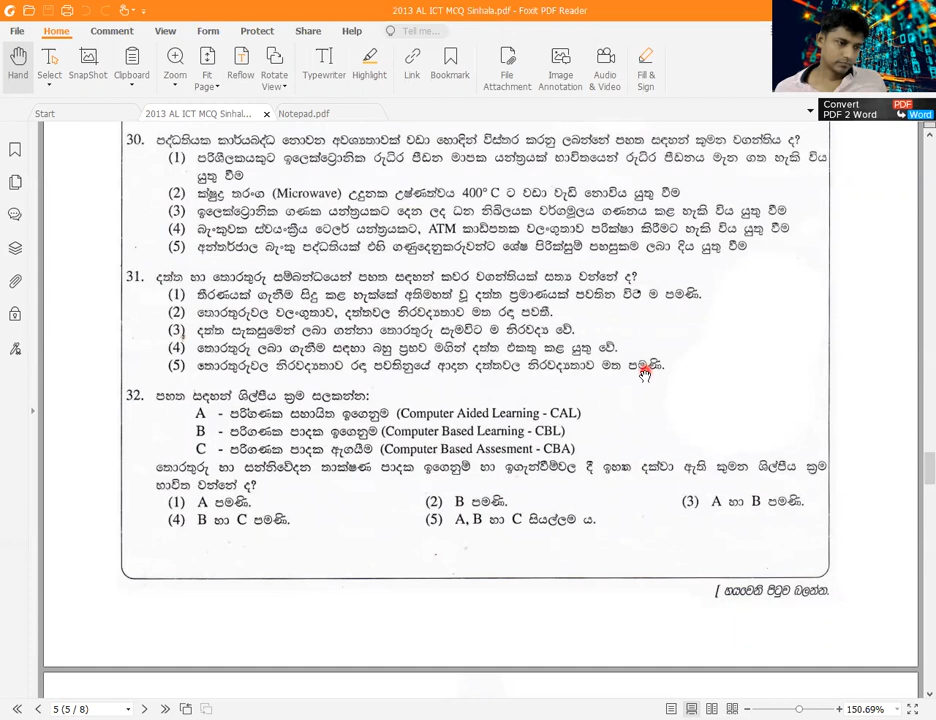 2013 AL ICT MCQ Sinhala.pdf - Foxit PDF Reader
File Home Comment View Form Protect Share Help Tell me...
Hand Select SnapShot Clipboard Zoom Fit Page Reflow Rotate View Typewriter Highlight Link Bookmark File Attachment Image Annotation Audio & Video Fill & Sign
Start 2013 AL ICT MCQ Sinhal... Notepad.pdf
Convert PDF
PDF 2 Word Word
30. පද්ධතියක කාර්යබද්ධ නොවන අවශ්‍යතාවක් වඩා හොඳින් විස්තර කරනු ලබන්නේ පහත සඳහන් කුමන වගන්තිය ද?
(1) පරිශීලකයකුට ඉලෙක්ට්‍රොනික රුධිර පීඩන මාපක යන්ත්‍රයක් භාවිතයෙන් රුධිර පීඩනය මැන ගත හැකි විය
යුතු වීම
(2) ක්ෂුද්‍ර තරංග (Microwave) උදුනක උෂ්ණත්වය 400° C ට වඩා වැඩි නොවිය යුතු වීම
(3) ඉලෙක්ට්‍රොනික ගණක යන්ත්‍රයකට දෙන ලද ධන නිඛිලයක වර්ගමූලය ගණනය කළ හැකි විය යුතු වීම
(4) බැංකුවක ස්වයංක්‍රීය ටෙලර් යන්ත්‍රයකට, ATM කාඩ්පතක වලංගුතාව පරීක්ෂා කිරීමට හැකි විය යුතු වීම
(5) අන්තර්ජාල බැංකු පද්ධතියක් එහි ගණුදෙනුකරුවන්ට ශේෂ පිරික්සුම් පහසුකම ලබා දිය යුතු වීම
31. දත්ත හා තොරතුරු සම්බන්ධයෙන් පහත සඳහන් කවර වගන්තියක් සත්‍ය වන්නේ ද?
(1) තීරණයක් ගැනීම සිදු කළ හැක්කේ අතිමහත් වූ දත්ත ප්‍රමාණයක් පවතින විට ම පමණි.
(2) තොරතුරුවල වලංගුතාව, දත්තවල නිරවද්‍යතාව මත රඳා පවතී.
(3) දත්ත සැකසුමෙන් ලබා ගන්නා තොරතුරු සැමවිට ම නිරවද්‍ය වේ.
(4) තොරතුරු ලබා ගැනීම සඳහා බහු ප්‍රභව මගින් දත්ත එකතු කළ යුතු වේ.
(5) තොරතුරුවල නිරවද්‍යතාව රඳා පවතිනුයේ ආදාන දත්තවල නිරවද්‍යතාව මත පමණි.
32. පහත සඳහන් ශිල්පීය ක්‍රම සලකන්න:
A - පරිගණක සහායිත ඉගෙනුම (Computer Aided Learning - CAL)
B - පරිගණක පාදක ඉගෙනුම (Computer Based Learning - CBL)
C - පරිගණක පාදක ඇගයීම (Computer Based Assesment - CBA)
තොරතුරු හා සන්නිවේදන තාක්ෂණ පාදක ඉගෙනුම් හා ඉගැන්වීම්වල දී ඉහත දක්වා ඇති කුමන ශිල්පීය ක්‍රම
භාවිත වන්නේ ද?
(1) A පමණි. (2) B පමණි. (3) A හා B පමණි.
(4) B හා C පමණි. (5) A, B හා C සියල්ලම ය.
[ හයවෙනි පිටුව බලන්න.
5 (5 / 8) 150.69%